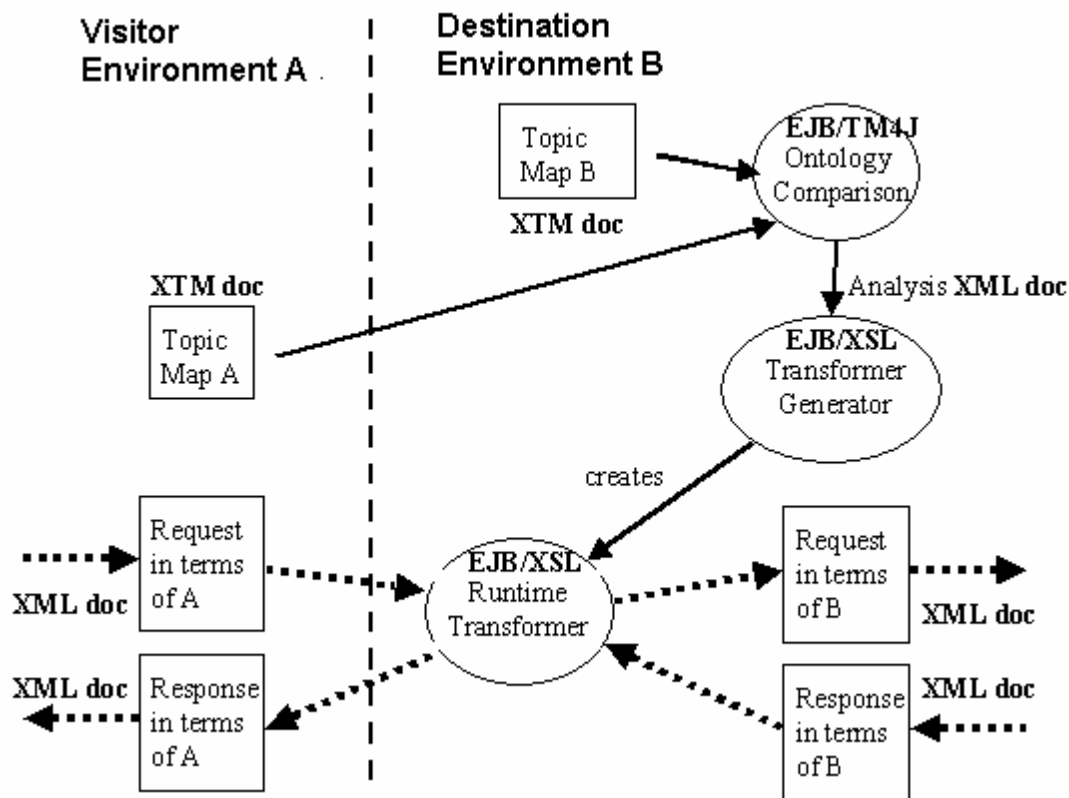 Visitor
Environment A
Destination
Environment B
Topic
Map B
XTM doc
EJB/TM4J
Ontology
Comparison
Analysis XML doc
XTM doc
Topic
Map A
EJB/XSL
Transformer
Generator
creates
Request
in terms
of A
XML doc
EJB/XSL
Runtime
Transformer
Request
in terms
of B
XML doc
XML doc
Response
in terms
of A
Response
in terms
of B
XML doc